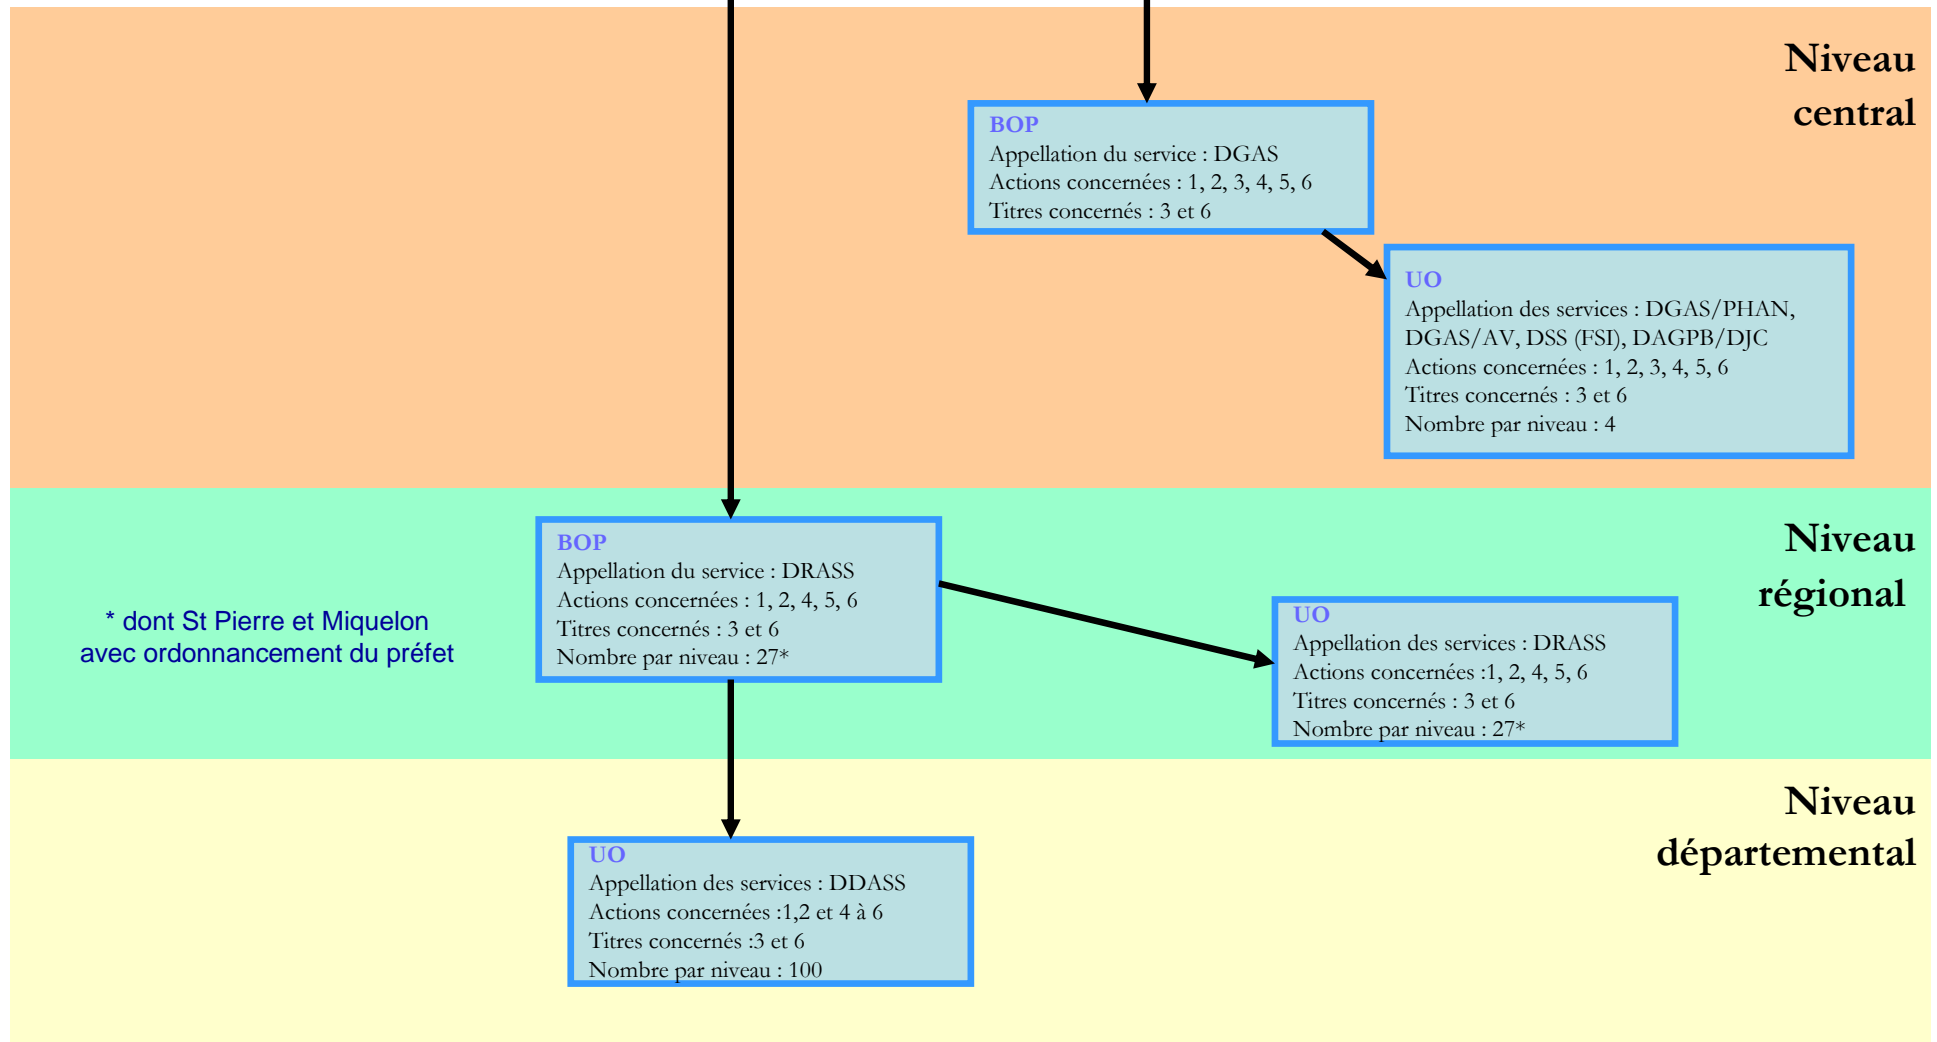 Niveau
central
BOP
Appellation du service : DGAS
Actions concernées : 1, 2, 3, 4, 5, 6
Titres concernés : 3 et 6
UO
Appellation des services : DGAS/PHAN,
DGAS/AV, DSS (FSI), DAGPB/DJC
Actions concernées : 1, 2, 3, 4, 5, 6
Titres concernés : 3 et 6
Nombre par niveau : 4
Niveau
régional
BOP
Appellation du service : DRASS
Actions concernées : 1, 2, 4, 5, 6
Titres concernés : 3 et 6
Nombre par niveau : 27*
* dont St Pierre et Miquelon
avec ordonnancement du préfet
UO
Appellation des services : DRASS
Actions concernées :1, 2, 4, 5, 6
Titres concernés : 3 et 6
Nombre par niveau : 27*
Niveau
départemental
UO
Appellation des services : DDASS
Actions concernées :1,2 et 4 à 6
Titres concernés :3 et 6
Nombre par niveau : 100